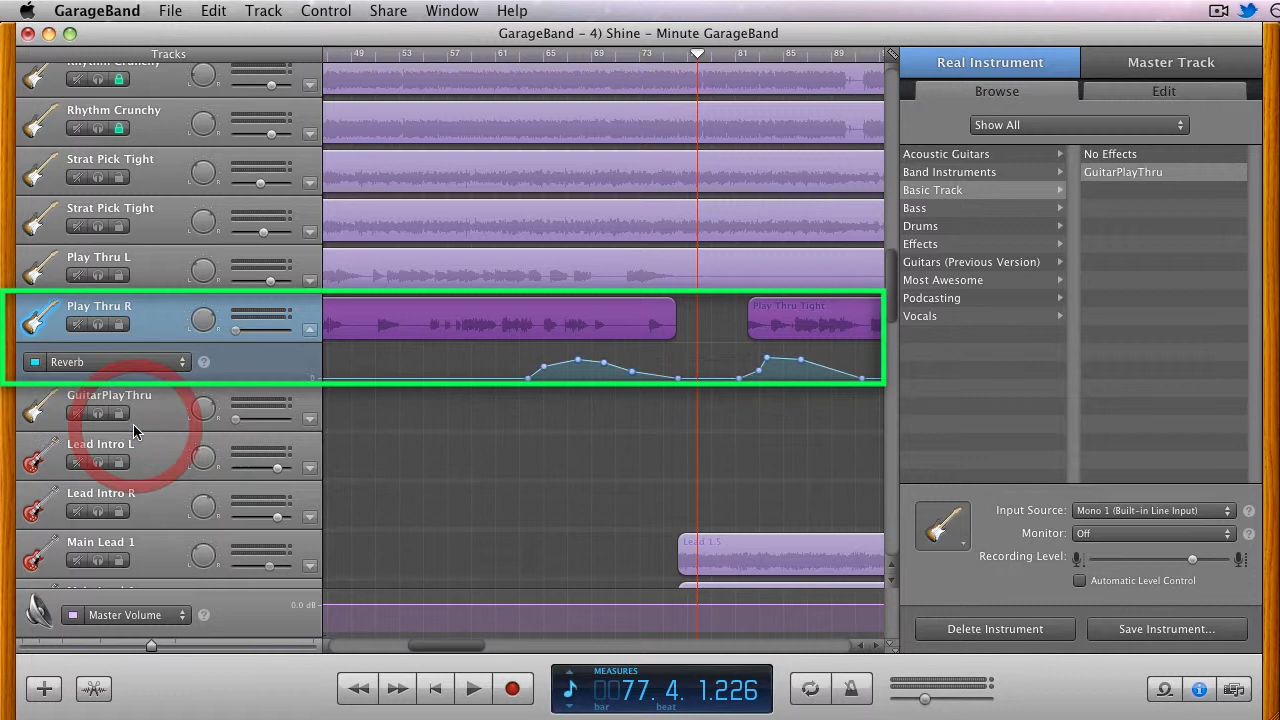 GarageBand File Edit Track Control Share Window Help
GarageBand - 4) Shine - Minute GarageBand
Tracks
49 53 57 61 65 69 73 81 85 89
Rhythm Crunchy
Rhythm Crunchy
Strat Pick Tight
Strat Pick Tight
Play Thru L
Play Thru R
Play Thru Tight
Reverb
GuitarPlayThru
Lead Intro L
Lead Intro R
Main Lead 1
Lead 1.5
Master Volume
0.0 dB
Real Instrument Master Track
Browse Edit
Show All
Acoustic Guitars
Band Instruments
Basic Track
Bass
Drums
Effects
Guitars (Previous Version)
Most Awesome
Podcasting
Vocals
No Effects
GuitarPlayThru
Input Source: Mono 1 (Built-in Line Input)
Monitor: Off
Recording Level:
Automatic Level Control
Delete Instrument Save Instrument...
MEASURES
0077. 4. 1.226
bar beat